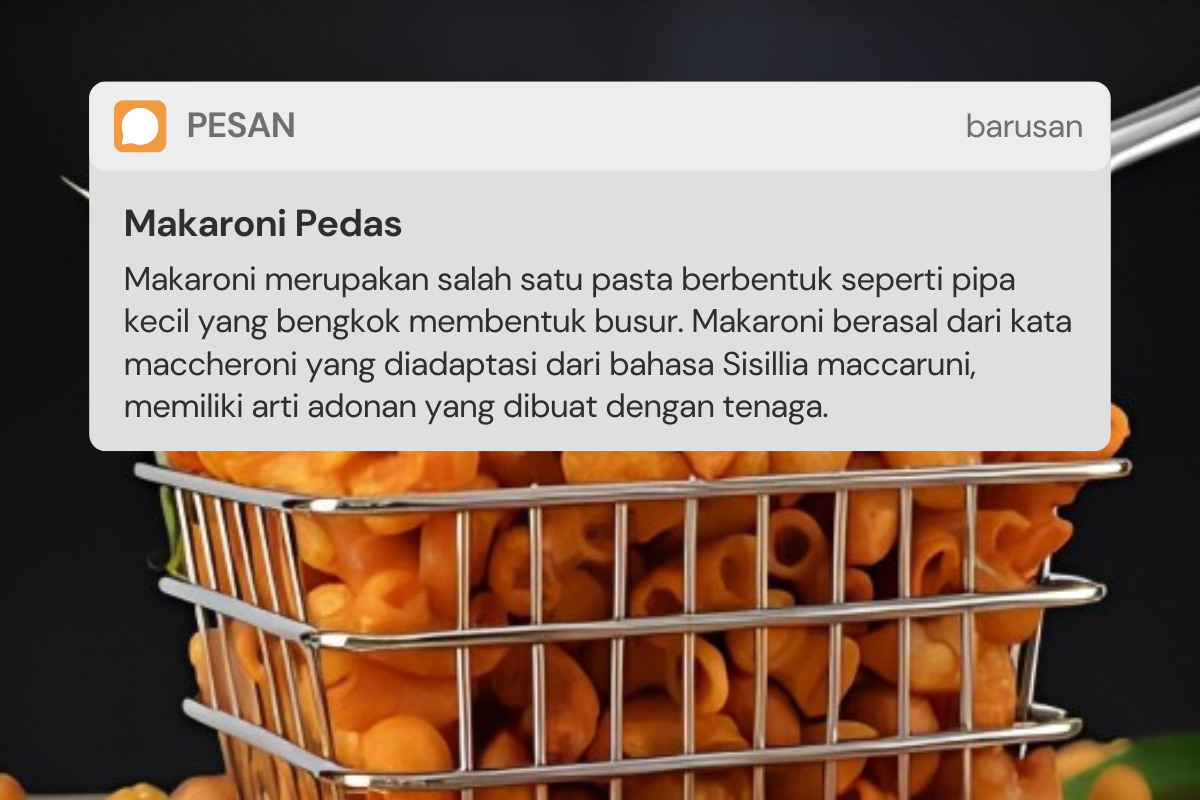 PESAN
barusan
Makaroni Pedas
Makaroni merupakan salah satu pasta berbentuk seperti pipa
kecil yang bengkok membentuk busur. Makaroni berasal dari kata
maccheroni yang diadaptasi dari bahasa Sisillia maccaruni,
memiliki arti adonan yang dibuat dengan tenaga.